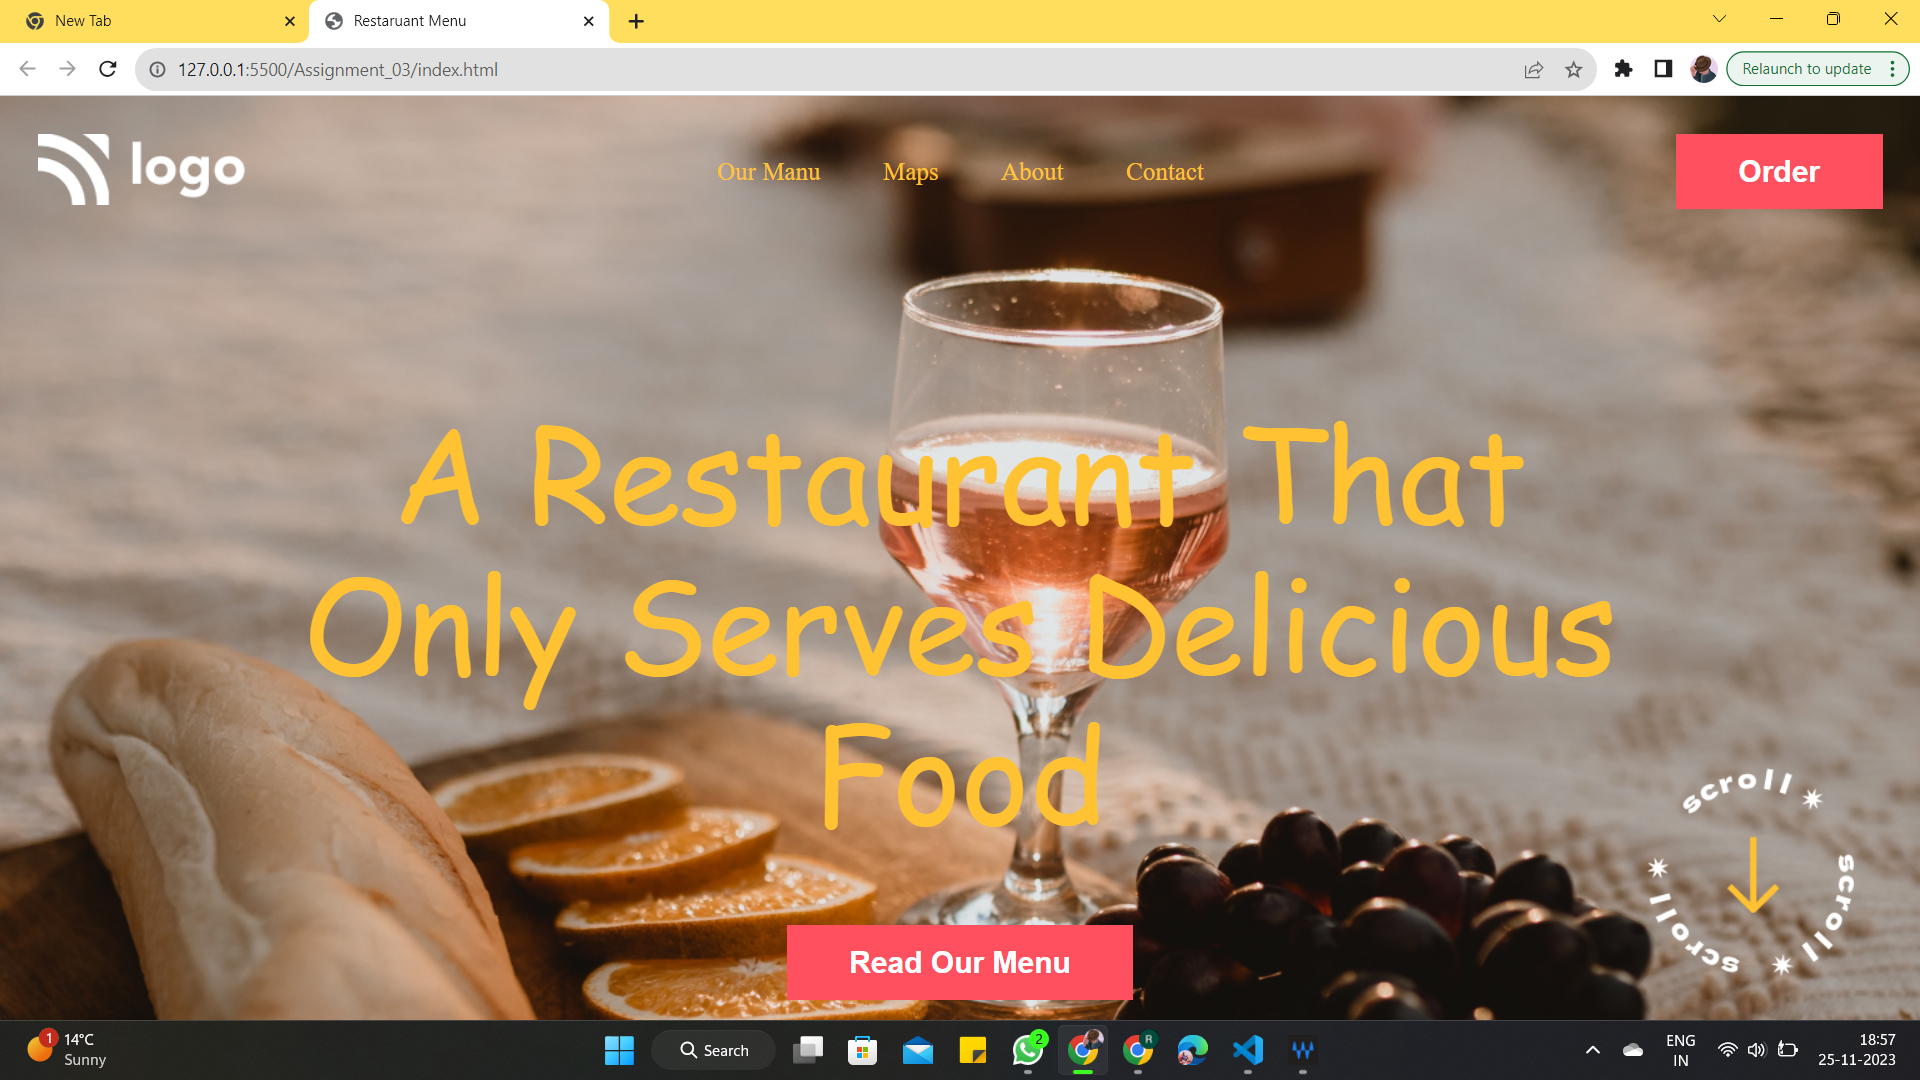 New Tab
Restaruant Menu
127.0.0.1:5500/Assignment_03/index.html
Relaunch to update
logo
Our Manu
Maps
About
Contact
Order
A Restaurant That
Only Serves Delicious
Food
Read Our Menu
scroll
scroll
scroll
1
14°C
Sunny
Search
2
R
ENG
IN
18:57
25-11-2023